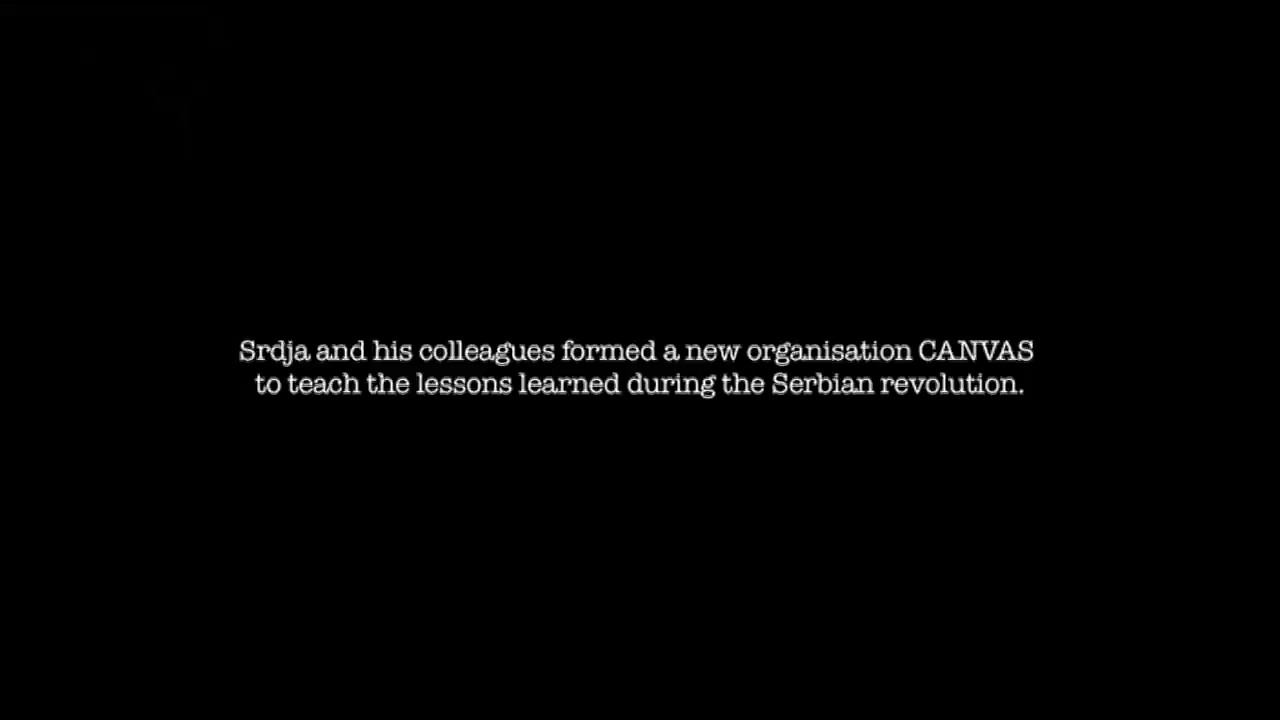 Srdja and his colleagues formed a new organisation CANVAS
to teach the lessons learned during the Serbian revolution.